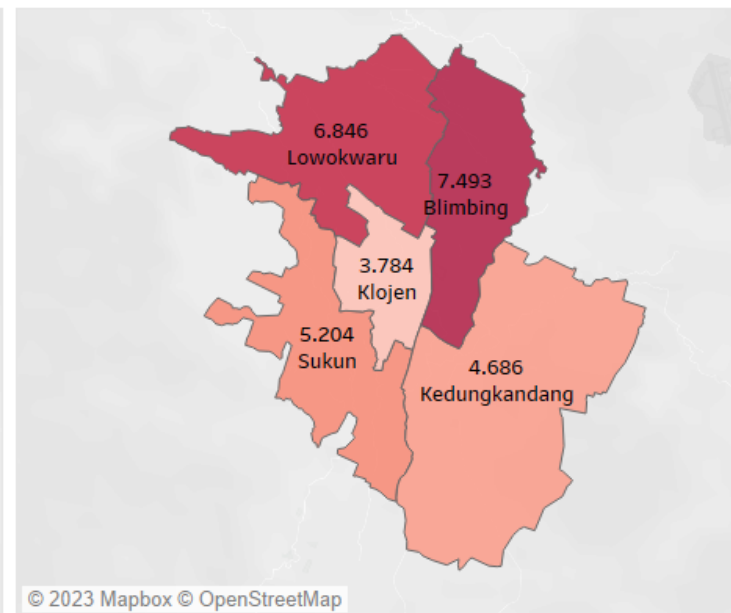 6.846
Lowokwaru
7.493
Blimbing
3.784
Klojen
5.204
Sukun
4.686
Kedungkandang
© 2023 Mapbox © OpenStreetMap